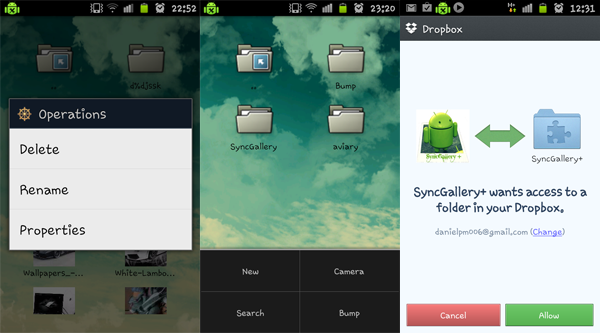 22:52
d%djssk
Operations
Delete
Rename
Properties
Wallpapers_-...
White-Lambo...
23:20
..
Bump
SyncGallery
aviary
New
Camera
Search
Bump
12:31
Dropbox
SyncGallery+
SyncGallery+
SyncGallery+ wants access to a
folder in your Dropbox.
danielpm006@gmail.com (Change)
Cancel
Allow